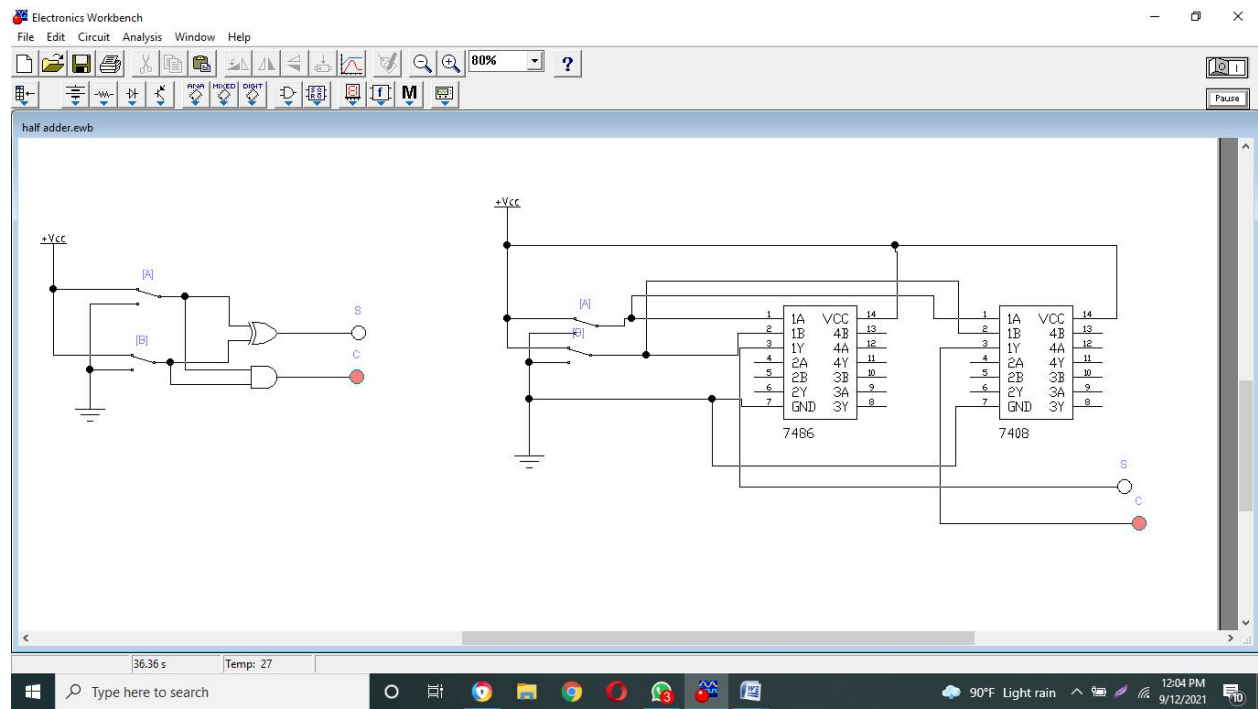 Electronics Workbench
File Edit Circuit Analysis Window Help
80%
?
ANA MIXED DIGIT
M
Pause
half adder.ewb
+Vcc
[A]
[B]
S
C
+Vcc
[A]
[B]
1 1A VCC 14
2 1B 4B 13
3 1Y 4A 12
4 2A 4Y 11
5 2B 3B 10
6 2Y 3A 9
7 GND 3Y 8
7486
1 1A VCC 14
2 1B 4B 13
3 1Y 4A 12
4 2A 4Y 11
5 2B 3B 10
6 2Y 3A 9
7 GND 3Y 8
7408
S
C
36.36 s Temp: 27
Type here to search
3
90°F Light rain
12:04 PM
9/12/2021
10